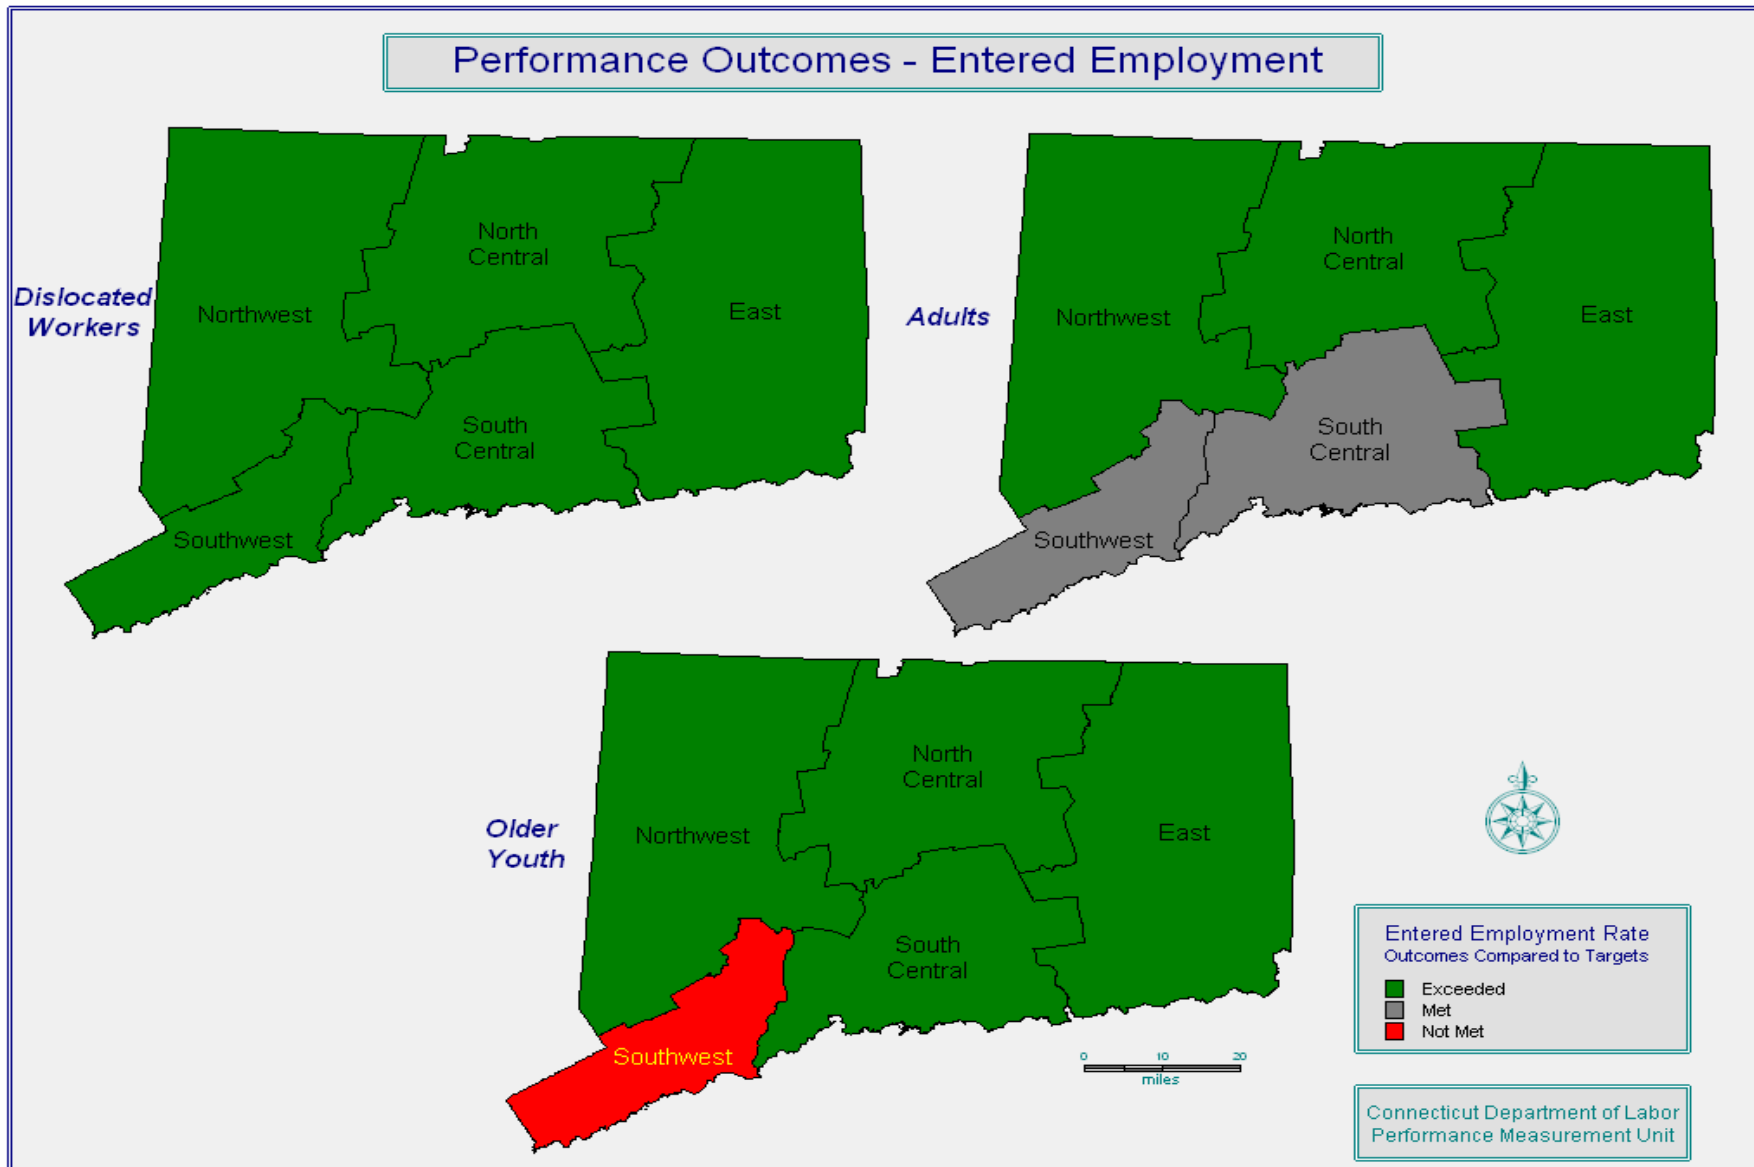 Performance Outcomes - Entered Employment
Dislocated
Workers
Northwest
North
Central
East
South
Central
Southwest
Adults
Northwest
North
Central
East
South
Central
Southwest
Older
Youth
Northwest
North
Central
East
South
Central
Southwest
0 10 20
miles
Entered Employment Rate
Outcomes Compared to Targets
Exceeded
Met
Not Met
Connecticut Department of Labor
Performance Measurement Unit